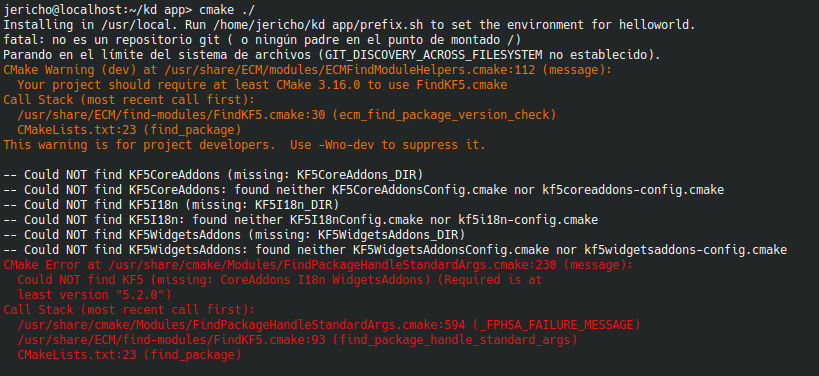 jericho@localhost:~/kd app> cmake ./
Installing in /usr/local. Run /home/jericho/kd app/prefix.sh to set the environment for helloworld.
fatal: no es un repositorio git ( o ningún padre en el punto de montado /)
Parando en el límite del sistema de archivos (GIT_DISCOVERY_ACROSS_FILESYSTEM no establecido).
CMake Warning (dev) at /usr/share/ECM/modules/ECMFindModuleHelpers.cmake:112 (message):
  Your project should require at least CMake 3.16.0 to use FindKF5.cmake
Call Stack (most recent call first):
  /usr/share/ECM/find-modules/FindKF5.cmake:30 (ecm_find_package_version_check)
  CMakeLists.txt:23 (find_package)
This warning is for project developers.  Use -Wno-dev to suppress it.

-- Could NOT find KF5CoreAddons (missing: KF5CoreAddons_DIR)
-- Could NOT find KF5CoreAddons: found neither KF5CoreAddonsConfig.cmake nor kf5coreaddons-config.cmake
-- Could NOT find KF5I18n (missing: KF5I18n_DIR)
-- Could NOT find KF5I18n: found neither KF5I18nConfig.cmake nor kf5i18n-config.cmake
-- Could NOT find KF5WidgetsAddons (missing: KF5WidgetsAddons_DIR)
-- Could NOT find KF5WidgetsAddons: found neither KF5WidgetsAddonsConfig.cmake nor kf5widgetsaddons-config.cmake
CMake Error at /usr/share/cmake/Modules/FindPackageHandleStandardArgs.cmake:230 (message):
  Could NOT find KF5 (missing: CoreAddons I18n WidgetsAddons) (Required is at
  least version "5.2.0")
Call Stack (most recent call first):
  /usr/share/cmake/Modules/FindPackageHandleStandardArgs.cmake:594 (_FPHSA_FAILURE_MESSAGE)
  /usr/share/ECM/find-modules/FindKF5.cmake:93 (find_package_handle_standard_args)
  CMakeLists.txt:23 (find_package)